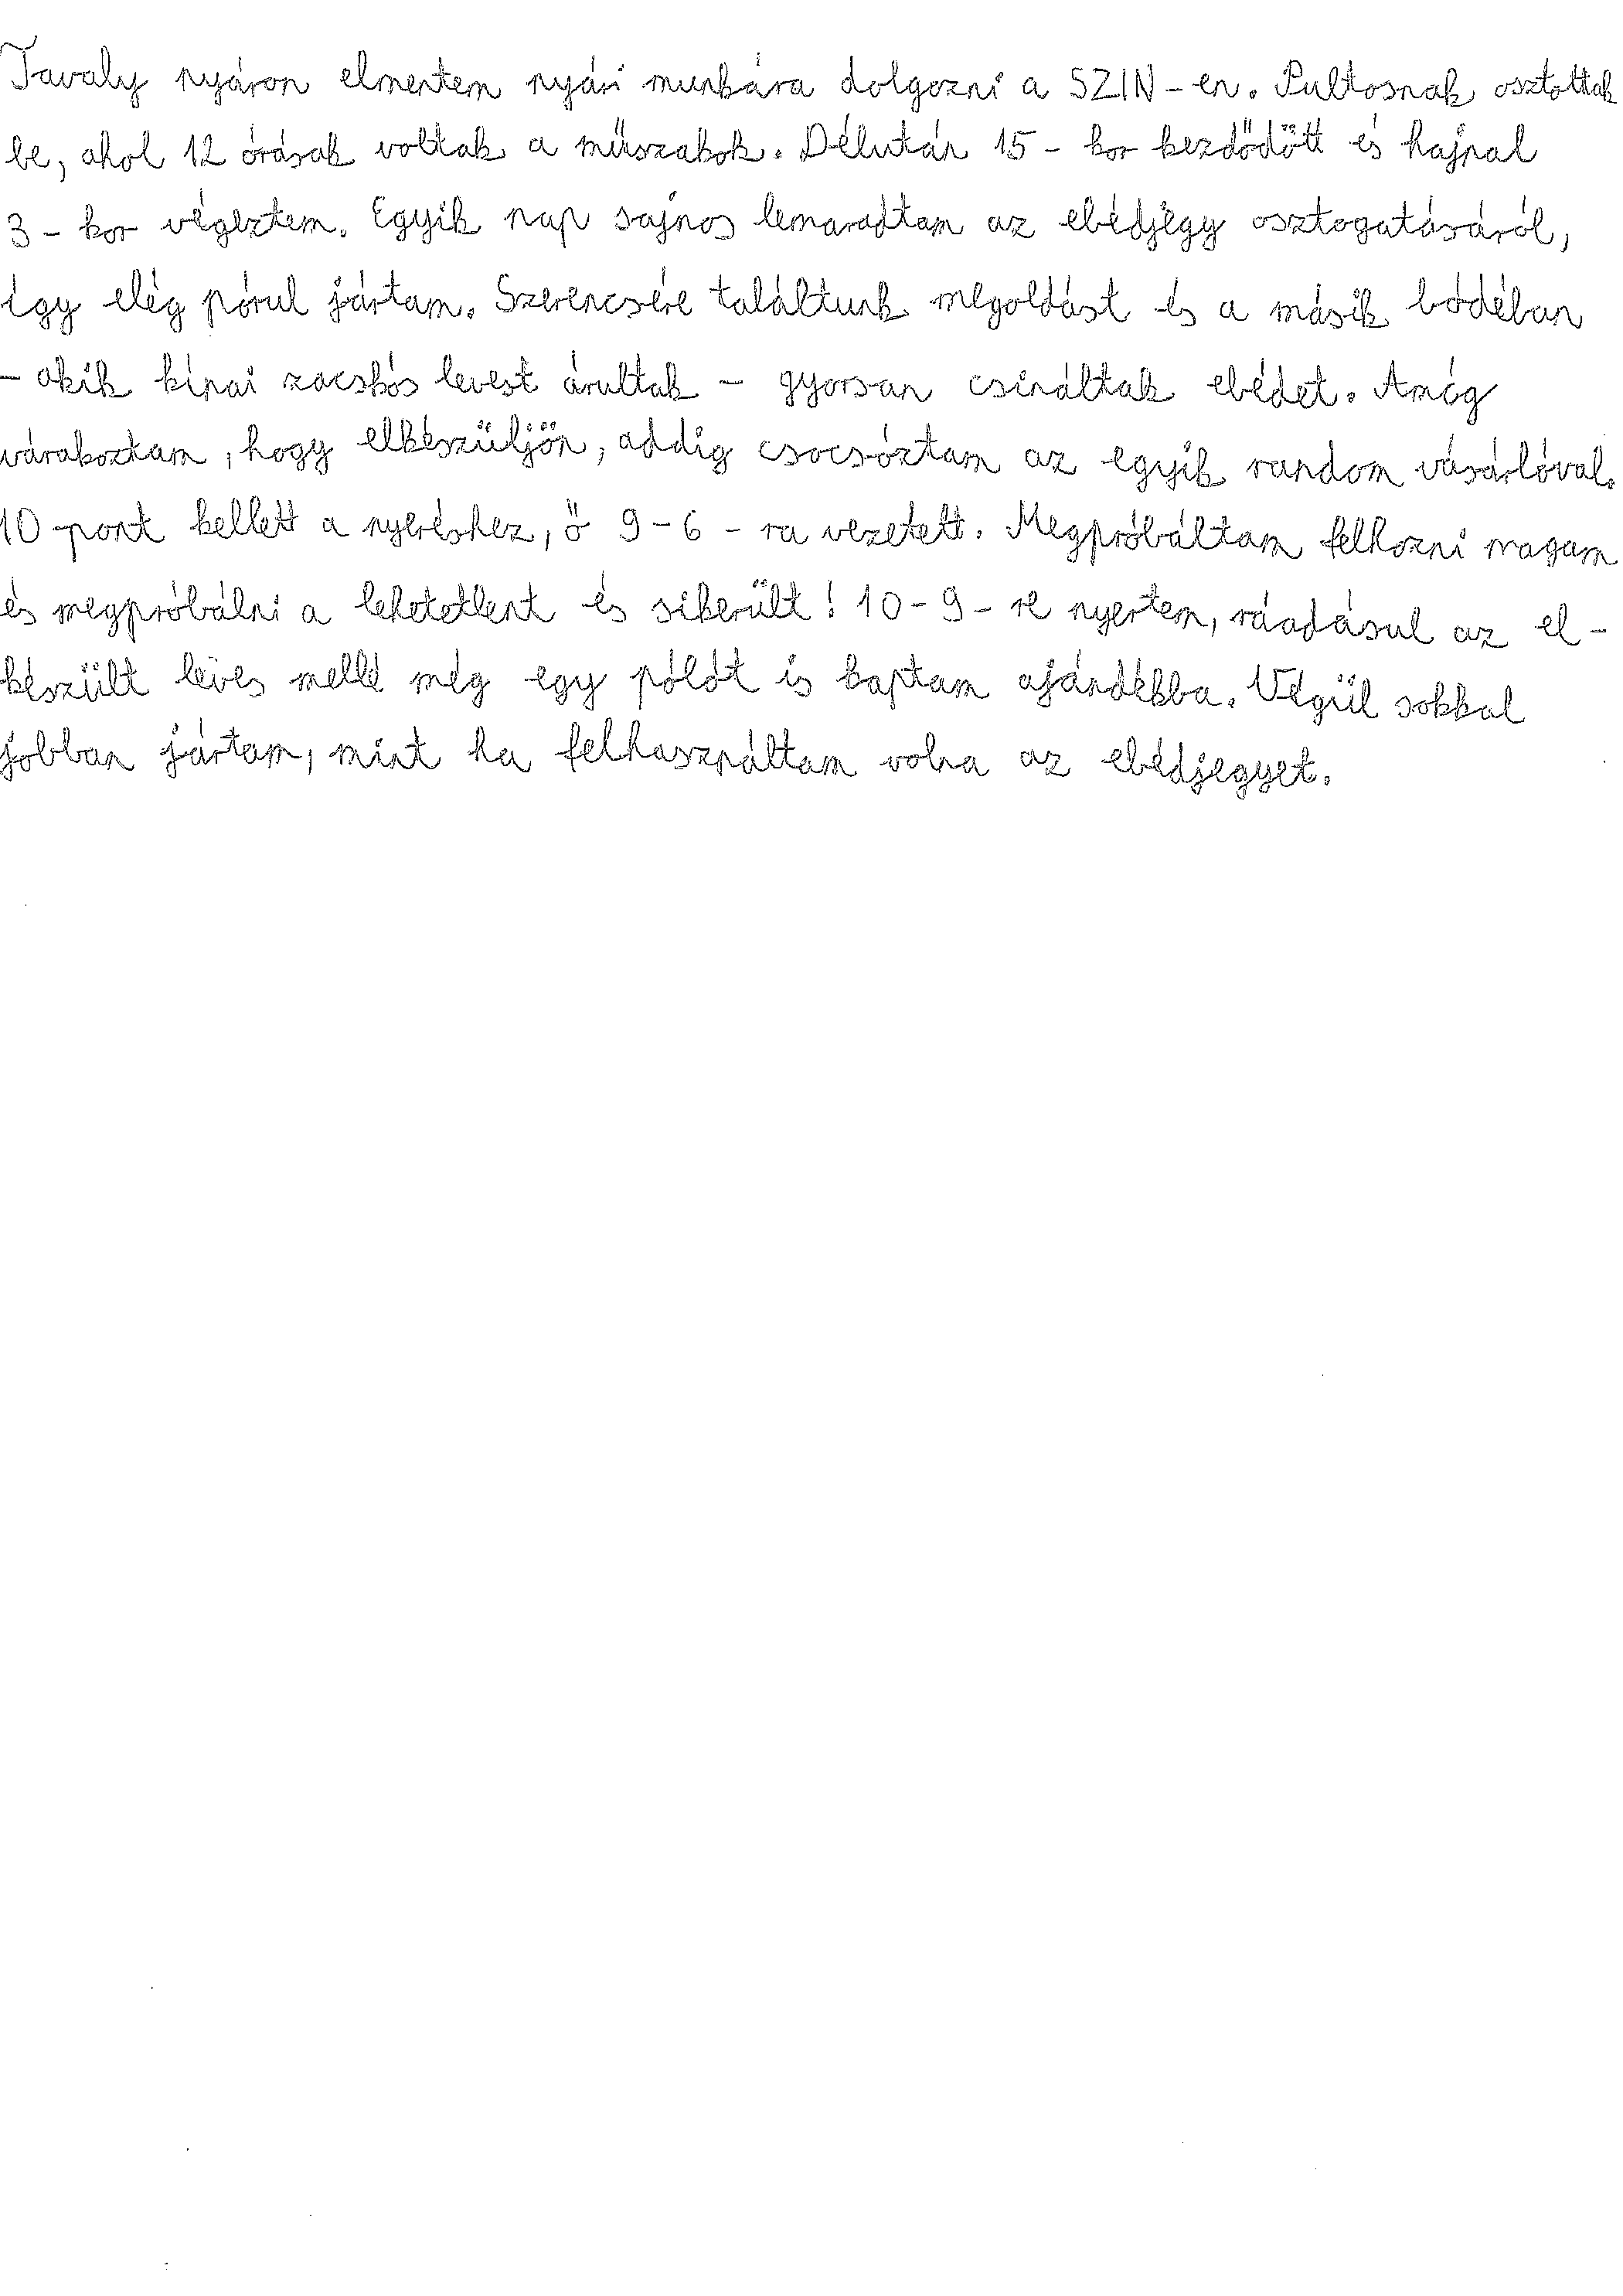 Tavaly nyáron elmentem nyári munkára dolgozni a SZIN-en. Pultosnak osztottak
be, ahol 12 órásak voltak a műszakok. Délután 15-kor kezdődött és hajnal
3-kor végeztem. Egyik nap sajnos lemaradtam az ebédjegy osztogatásáról,
így elég pórul jártam. Szerencsére találtunk megoldást és a másik bódéban
- akik kínai zacskós levest árultak - gyorsan csináltak ebédet. Amíg
várakoztam, hogy elkészüljön, addig csocsóztam az egyik random vásárlóval.
10 pont kellett a nyeréshez, ő 9-6-ra vezetett. Megpróbáltam felhozni magam
és megpróbálni a lehetetlent és sikerült! 10-9-re nyertem, ráadásul az el-
készült leves mellé még egy pólót is kaptam ajándékba. Végül sokkal
jobban jártam, mint ha felhasználtam volna az ebédjegyet.